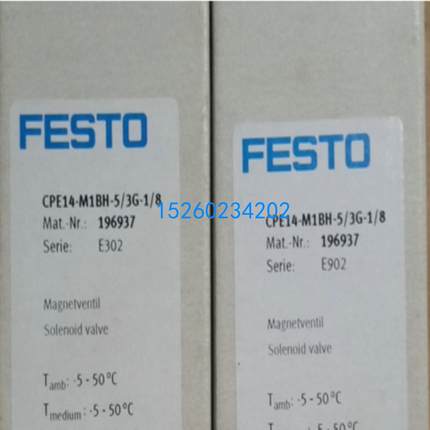 FESTO
CPE14-M1BH-5/3G-1/8
Mat.-Nr.: 196937
Serie: E302
Magnetventil
Solenoid valve
Tamb: -5 - 50°C
Tmedium: -5 - 50°C
15260234202
FESTO
CPE14-M1BH-5/3G-1/8
Mat.-Nr.: 196937
Serie: E902
Magnetventil
Solenoid valve
Tamb: -5 - 50°C